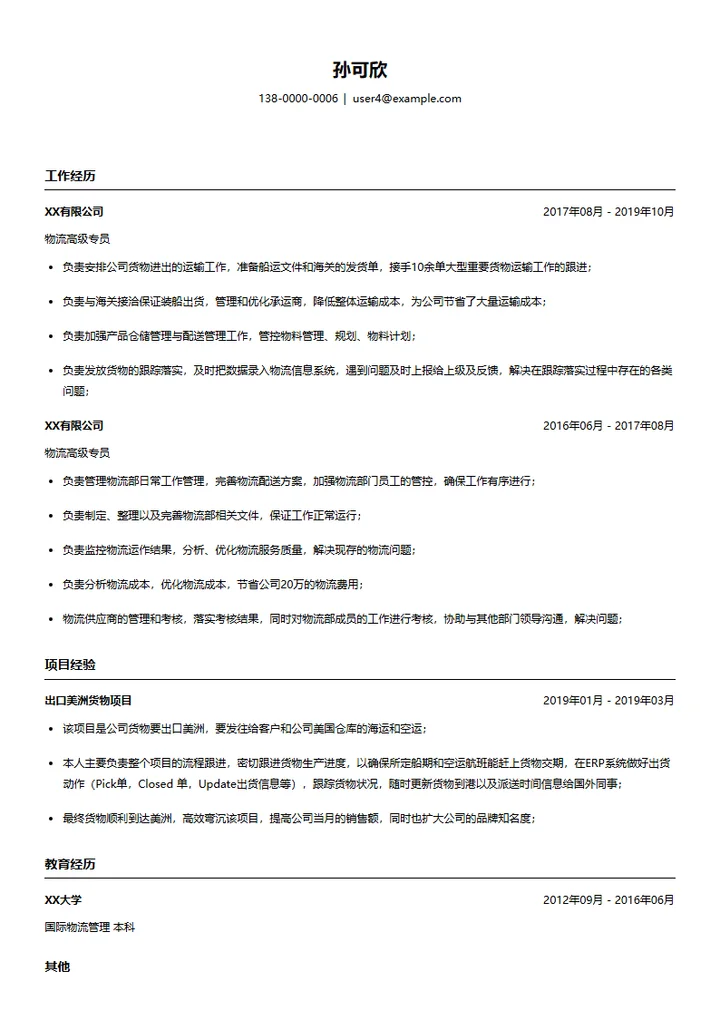 孙可欣
138-0000-0006 | user4@example.com
工作经历
XX有限公司 2017年08月 - 2019年10月
物流高级专员
• 负责安排公司货物进出的运输工作，准备船运文件和海关的发货单，接手10余单大型重要货物运输工作的跟进；
• 负责与海关接洽保证装船出货，管理和优化承运商，降低整体运输成本，为公司节省了大量运输成本；
• 负责加强产品仓储管理与配送管理工作，管控物料管理、规划、物料计划；
• 负责发放货物的跟踪落实，及时把数据录入物流信息系统，遇到问题及时上报给上级及反馈，解决在跟踪落实过程中存在的各类
问题；
XX有限公司 2016年06月 - 2017年08月
物流高级专员
• 负责管理物流部日常工作管理，完善物流配送方案，加强物流部门员工的管控，确保工作有序进行；
• 负责制定、整理以及完善物流部相关文件，保证工作正常运行；
• 负责监控物流运作结果，分析、优化物流服务质量，解决现存的物流问题；
• 负责分析物流成本，优化物流成本，节省公司20万的物流费用；
• 物流供应商的管理和考核，落实考核结果，同时对物流部成员的工作进行考核，协助与其他部门领导沟通，解决问题；
项目经验
出口美洲货物项目 2019年01月 - 2019年03月
• 该项目是公司货物要出口美洲，要发往给客户和公司美国仓库的海运和空运；
• 本人主要负责整个项目的流程跟进，密切跟进货物生产进度，以确保所定船期和空运航班能赶上货物交期，在ERP系统做好出货
动作（Pick单，Closed 单，Update出货信息等），跟踪货物状况，随时更新货物到港以及派送时间信息给国外同事；
• 最终货物顺利到达美洲，高效弯沉该项目，提高公司当月的销售额，同时也扩大公司的品牌知名度；
教育经历
XX大学 2012年09月 - 2016年06月
国际物流管理 本科
其他